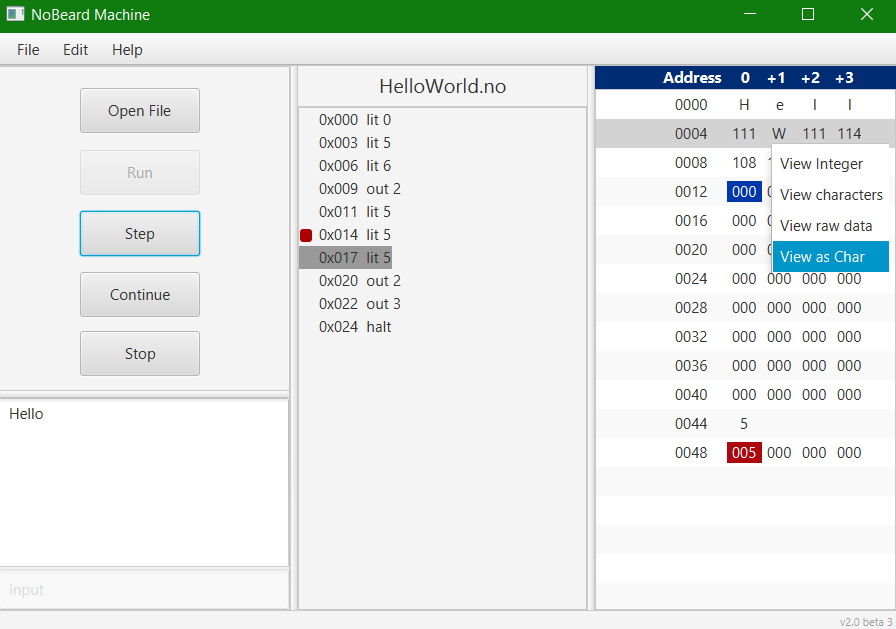 NoBeard Machine
File Edit Help
Open File
Run
Step
Continue
Stop
Hello
Input
HelloWorld.no
0x000 lit 0
0x003 lit 5
0x006 lit 6
0x009 out 2
0x011 lit 5
0x014 lit 5
0x017 lit 5
0x020 out 2
0x022 out 3
0x024 halt
Address 0 +1 +2 +3
0000 H e l l
0004 111 W 111 114
0008 108
0012 000
0016 000
0020 000
0024 000 000 000 000
0028 000 000 000 000
0032 000 000 000 000
0036 000 000 000 000
0040 000 000 000 000
0044 5
0048 005 000 000 000
View Integer
View characters
View raw data
View as Char
v2.0 beta 3